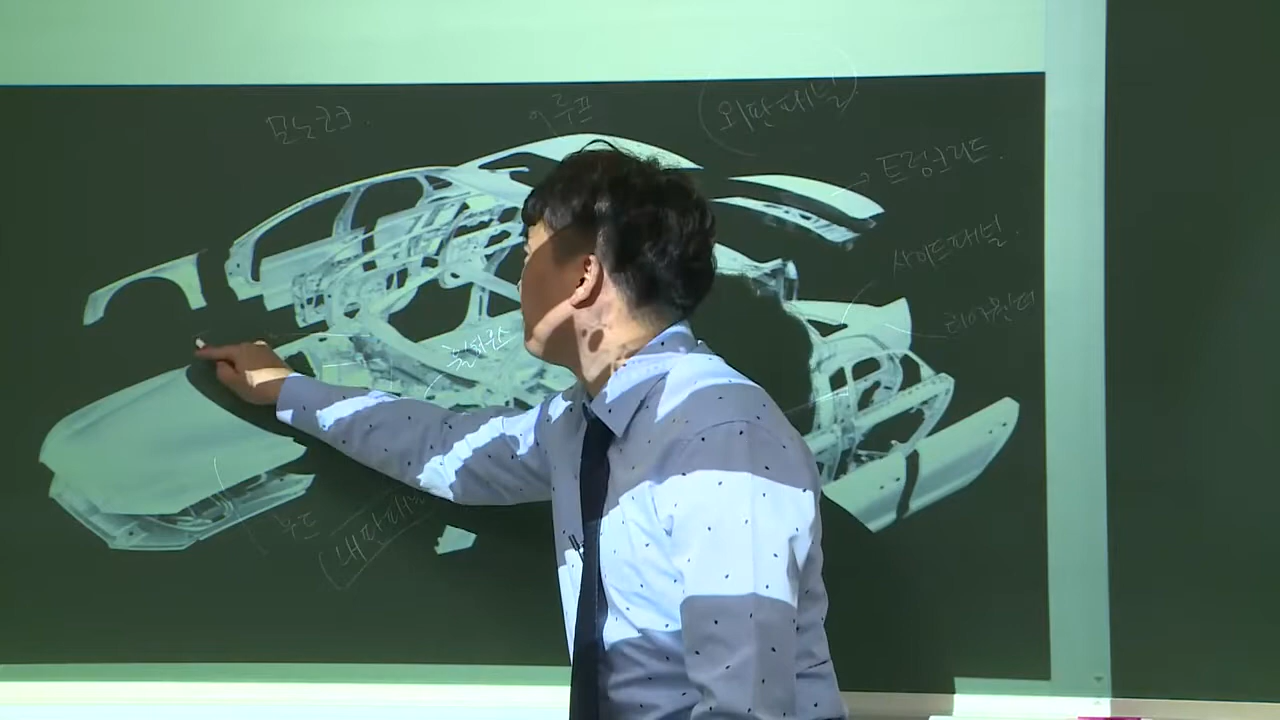 모노코크.
루프
외판패널
트렁크리드.
사이드패널.
리어휀더
휠하우스
후드
내판패널